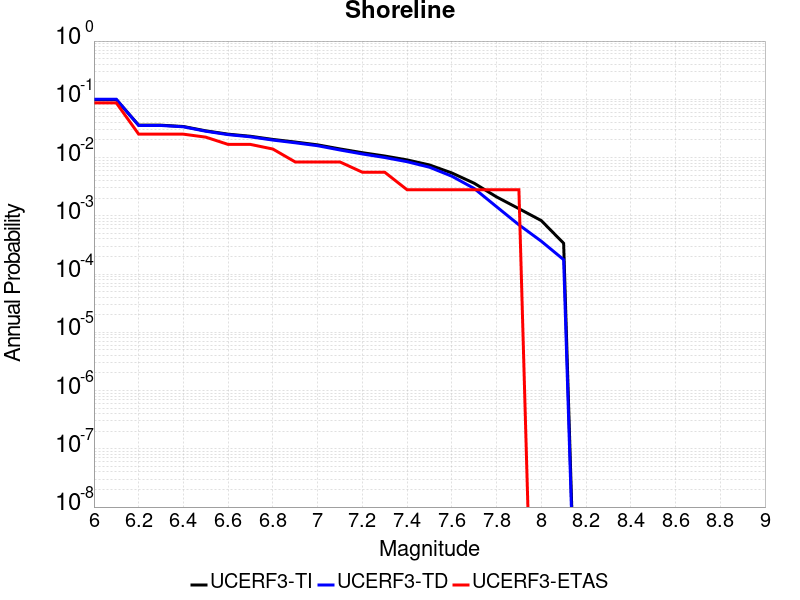 Shoreline
10^0
10^-1
10^-2
10^-3
10^-4
10^-5
10^-6
10^-7
10^-8
Annual Probability
6 6.2 6.4 6.6 6.8 7 7.2 7.4 7.6 7.8 8 8.2 8.4 8.6 8.8 9
Magnitude
UCERF3-TI UCERF3-TD UCERF3-ETAS